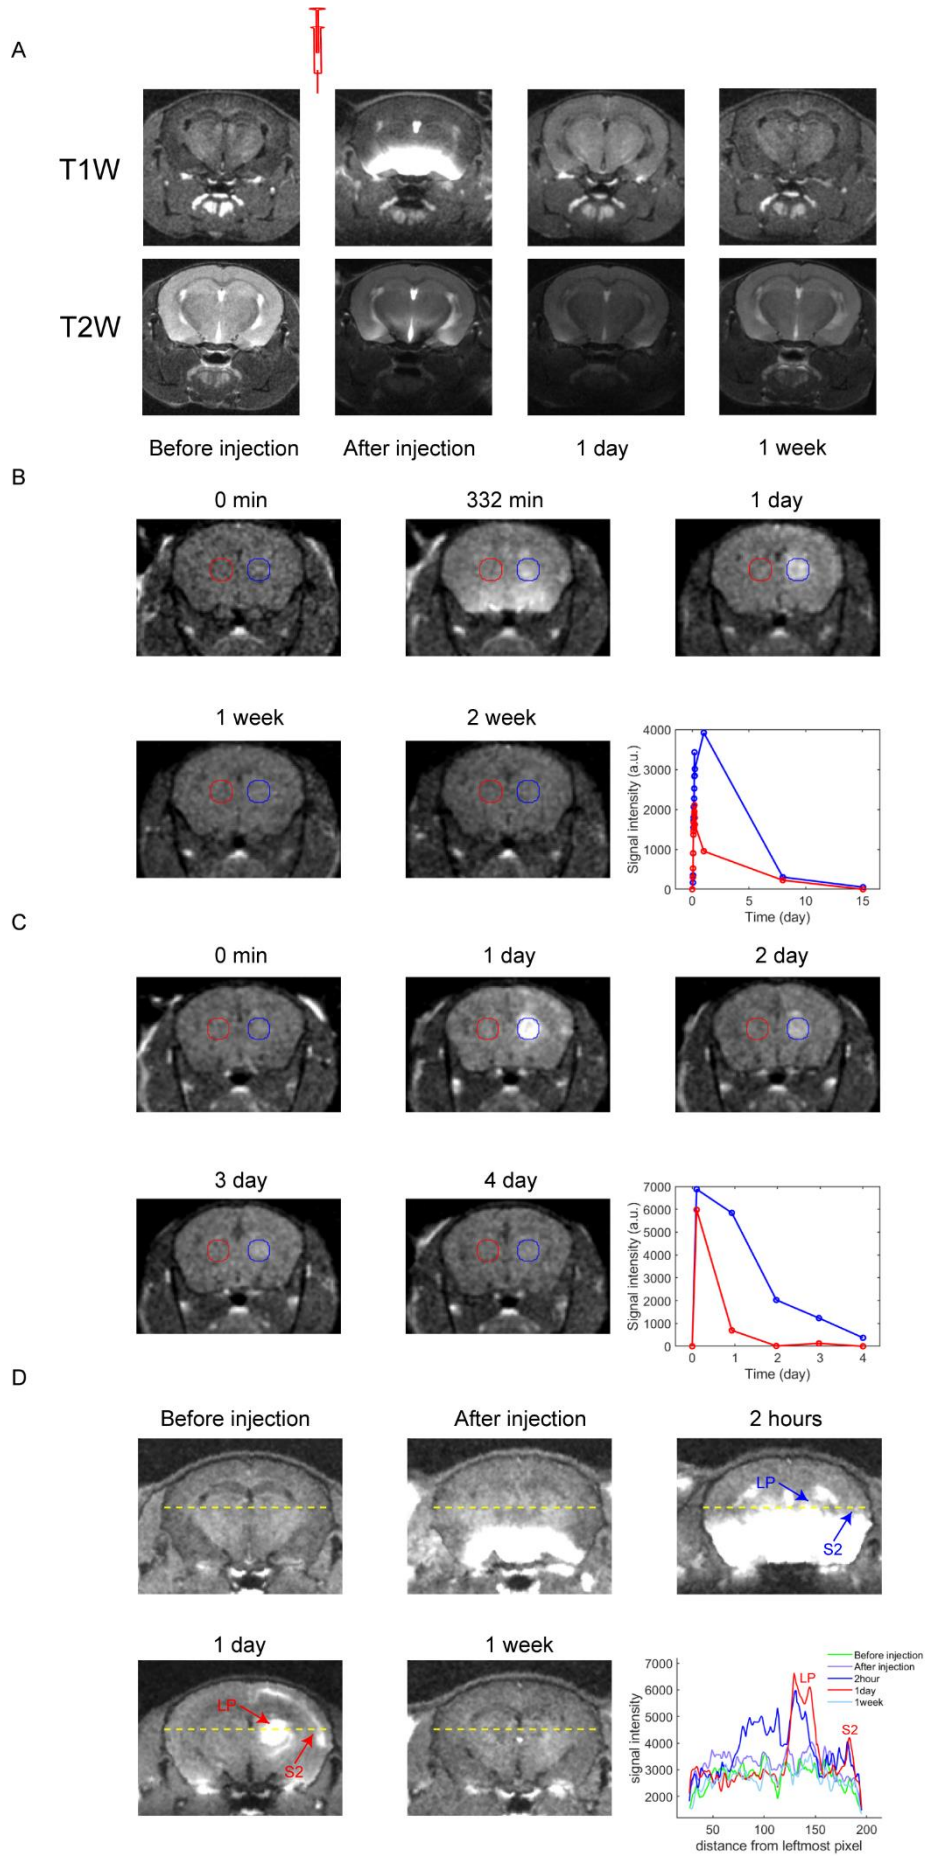 A
T1W
T2W
Before injection After injection 1 day 1 week
B
0 min 332 min 1 day
1 week 2 week
Signal intensity (a.u.)
4000
3000
2000
1000
0
0 5 10 15
Time (day)
C
0 min 1 day 2 day
3 day 4 day
Signal intensity (a.u.)
7000
6000
5000
4000
3000
2000
1000
0
0 1 2 3 4
Time (day)
D
Before injection After injection 2 hours
LP
S2
1 day 1 week
LP
S2
signal intensity
7000
6000
5000
4000
3000
2000
Before injection
After injection
2hour
1day
1week
LP
S2
50 100 150 200
distance from leftmost pixel